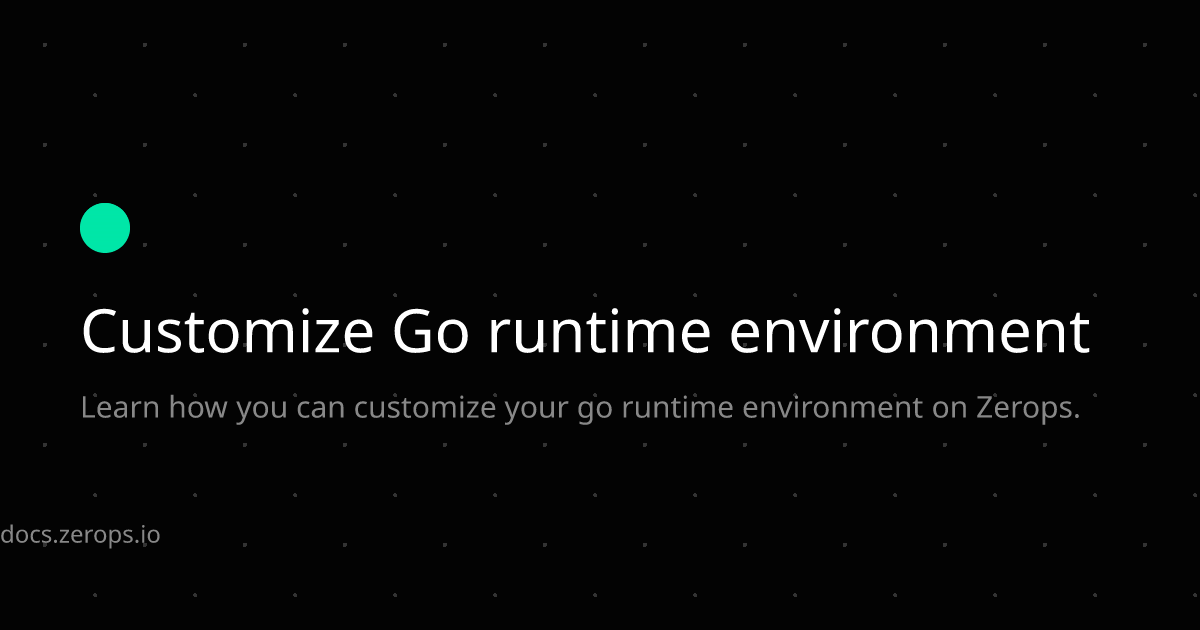 Customize Go runtime environment
Learn how you can customize your go runtime environment on Zerops.
docs.zerops.io